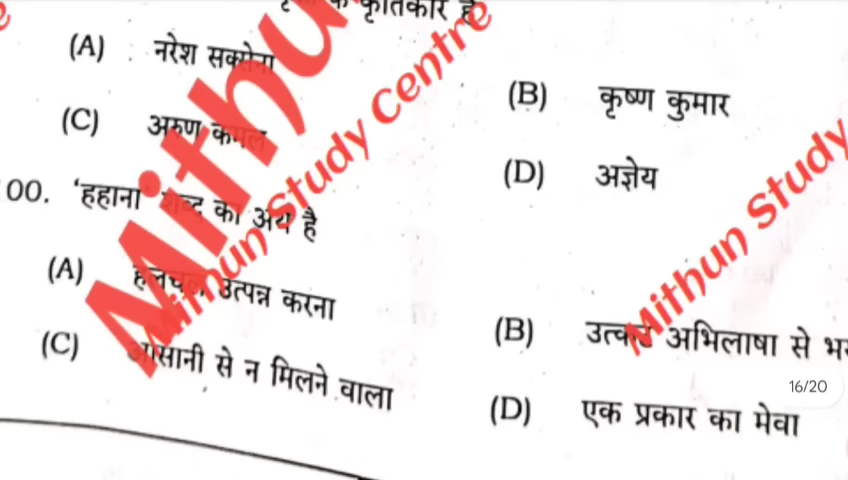 के कृतिकार है
(A) नरेश सक्सेना
(B) कृष्ण कुमार
(C) अरुण कमल
(D) अज्ञेय
00. 'हहाना' शब्द का अर्थ है
(A) हलचल उत्पन्न करना
(B) उत्कट अभिलाषा से
(C) आसानी से न मिलने वाला
(D) एक प्रकार का मेवा
Mithun Study Centre
Mithun Study
16/20